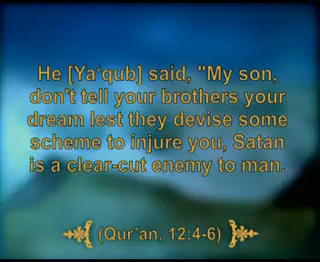 He [Ya'qub] said, "My son,
don't tell your brothers your
dream lest they devise some
scheme to injure you, Satan
is a clear-cut enemy to man.
(Qur'an, 12:4-6)